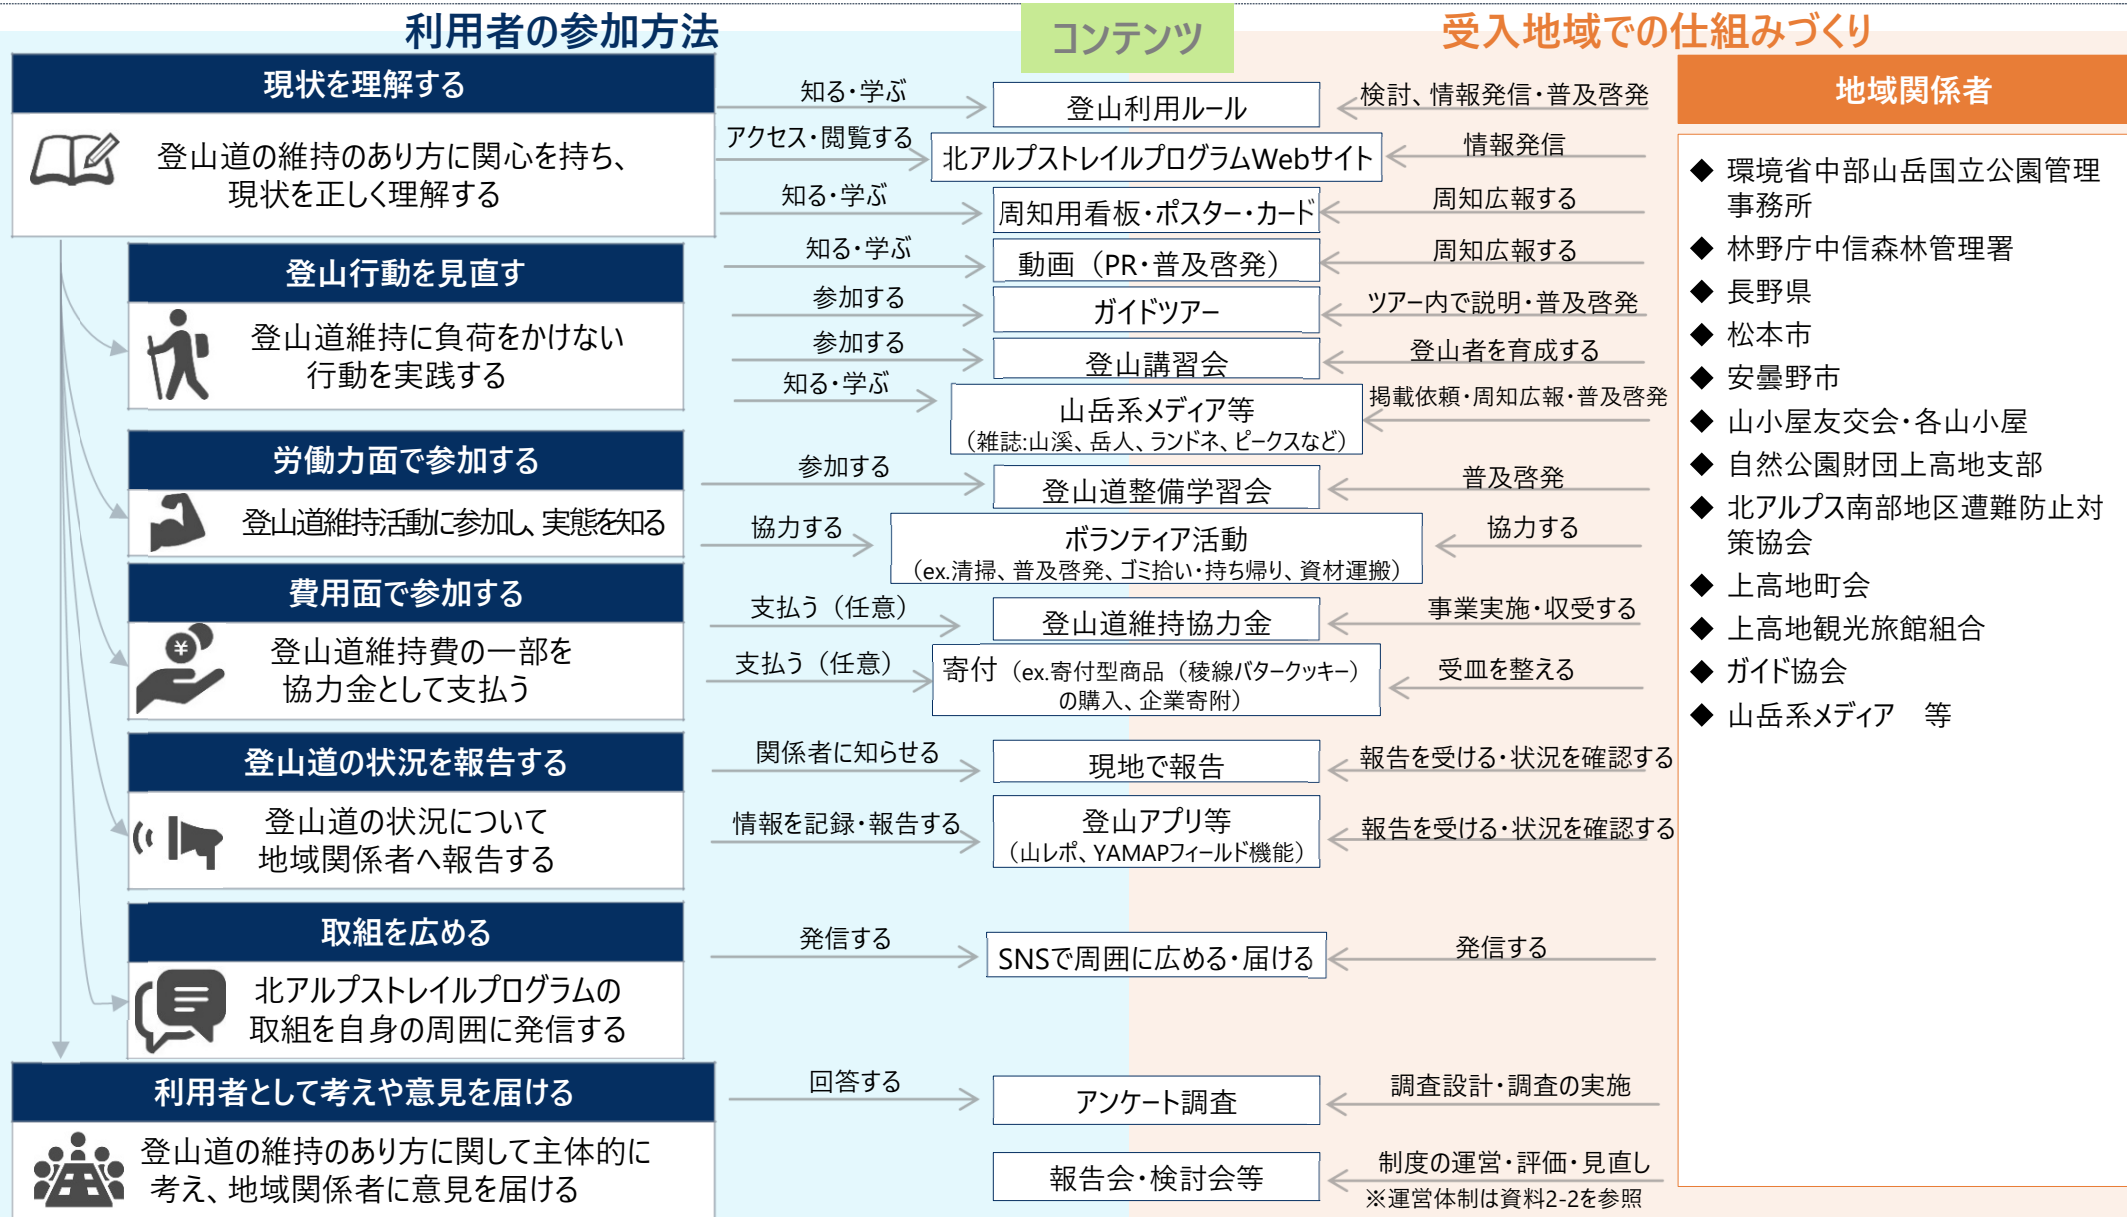 利用者の参加方法
コンテンツ
受入地域での仕組みづくり
現状を理解する
登山道の維持のあり方に関心を持ち、
現状を正しく理解する
登山行動を見直す
登山道維持に負荷をかけない
行動を実践する
労働力面で参加する
登山道維持活動に参加し、実態を知る
費用面で参加する
¥
登山道維持費の一部を
協力金として支払う
登山道の状況を報告する
登山道の状況について
地域関係者へ報告する
取組を広める
北アルプストレイルプログラムの
取組を自身の周囲に発信する
利用者として考えや意見を届ける
登山道の維持のあり方に関して主体的に
考え、地域関係者に意見を届ける
知る・学ぶ
登山利用ルール
検討、情報発信・普及啓発
アクセス・閲覧する
北アルプストレイルプログラムWebサイト
情報発信
知る・学ぶ
周知用看板・ポスター・カード
周知広報する
知る・学ぶ
動画（PR・普及啓発）
周知広報する
参加する
ガイドツアー
ツアー内で説明・普及啓発
参加する
登山講習会
登山者を育成する
知る・学ぶ
山岳系メディア等
（雑誌:山溪、岳人、ランドネ、ピークスなど）
掲載依頼・周知広報・普及啓発
参加する
登山道整備学習会
普及啓発
協力する
ボランティア活動
（ex.清掃、普及啓発、ゴミ拾い・持ち帰り、資材運搬）
協力する
支払う（任意）
登山道維持協力金
事業実施・収受する
支払う（任意）
寄付（ex.寄付型商品（稜線バタークッキー）
の購入、企業寄附）
受皿を整える
関係者に知らせる
現地で報告
報告を受ける・状況を確認する
情報を記録・報告する
登山アプリ等
（山レポ、YAMAPフィールド機能）
報告を受ける・状況を確認する
発信する
SNSで周囲に広める・届ける
発信する
回答する
アンケート調査
調査設計・調査の実施
報告会・検討会等
制度の運営・評価・見直し
※運営体制は資料2-2を参照
地域関係者
◆ 環境省中部山岳国立公園管理
事務所
◆ 林野庁中信森林管理署
◆ 長野県
◆ 松本市
◆ 安曇野市
◆ 山小屋友交会・各山小屋
◆ 自然公園財団上高地支部
◆ 北アルプス南部地区遭難防止対
策協会
◆ 上高地町会
◆ 上高地観光旅館組合
◆ ガイド協会
◆ 山岳系メディア　等